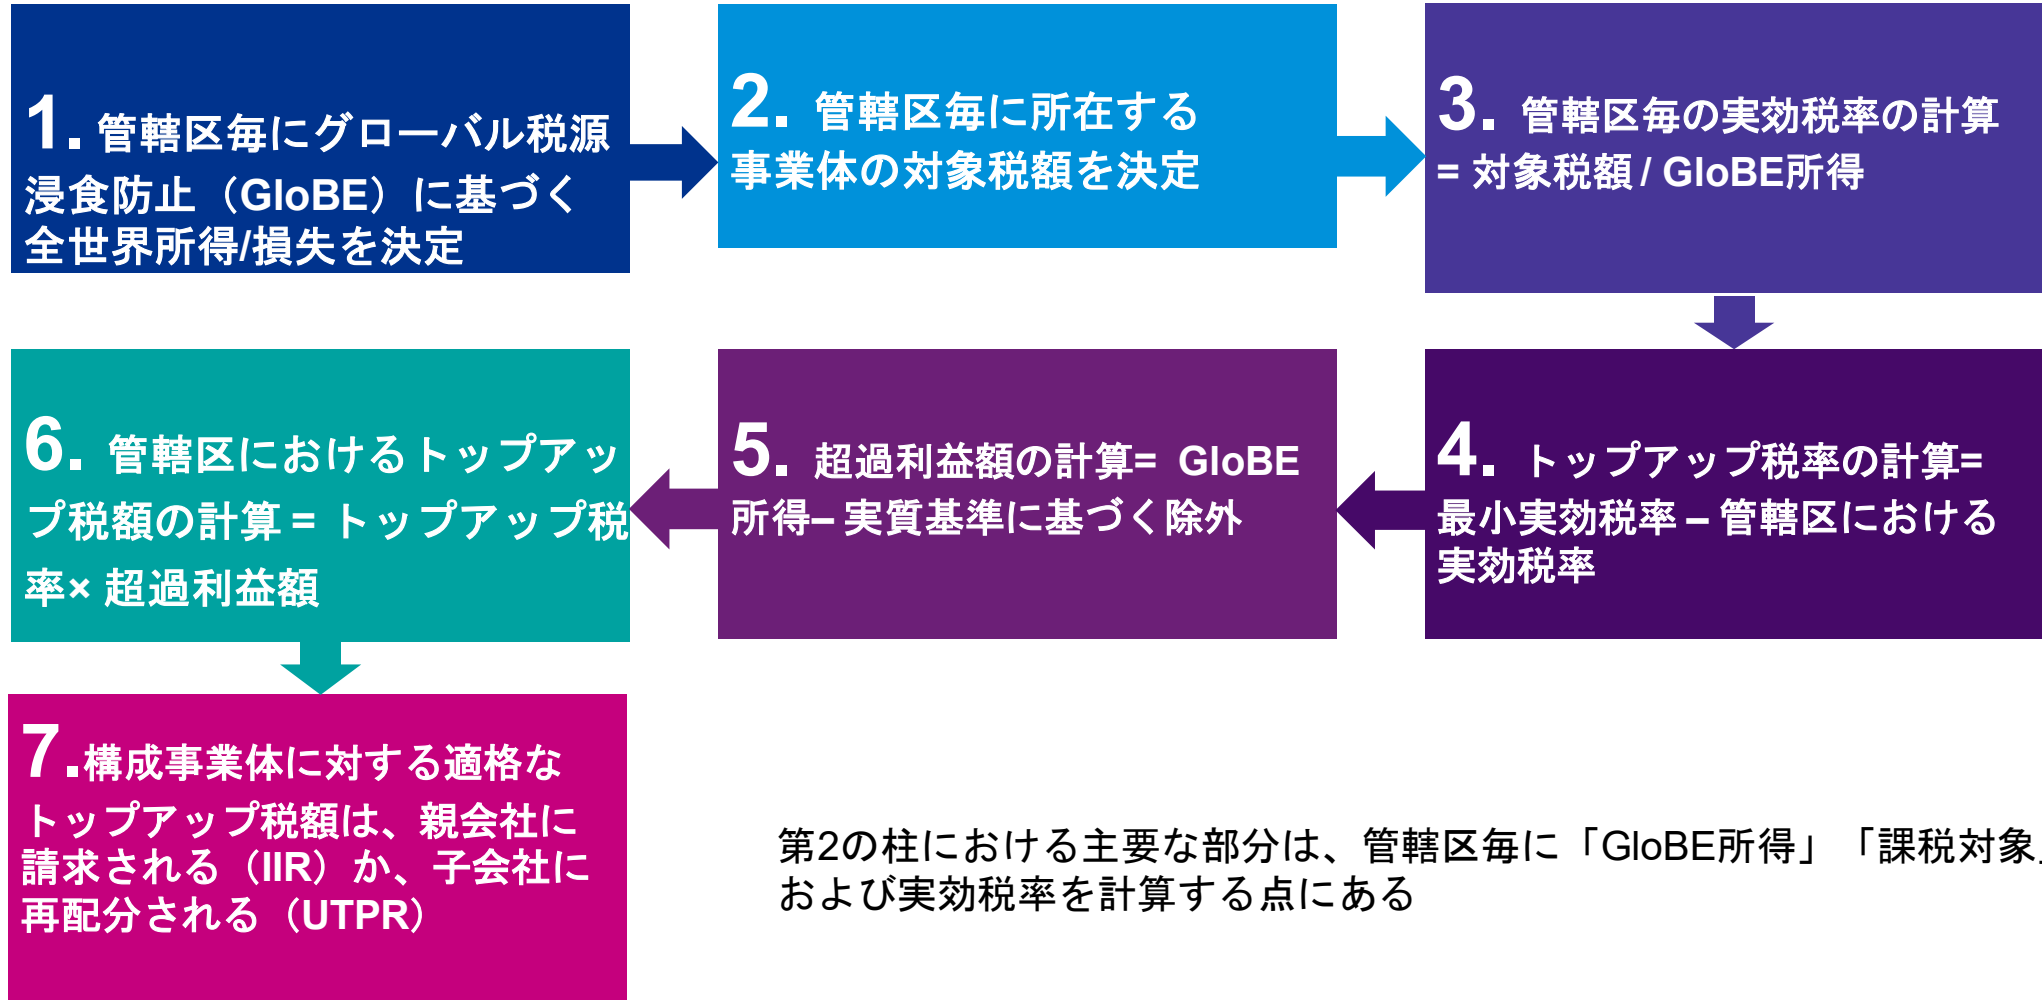 1. 管轄区毎にグローバル税源
浸食防止（GloBE）に基づく
全世界所得/損失を決定
2. 管轄区毎に所在する
事業体の対象税額を決定
3. 管轄区毎の実効税率の計算
= 対象税額 / GloBE所得
4. トップアップ税率の計算=
最小実効税率 – 管轄区における
実効税率
5. 超過利益額の計算= GloBE
所得– 実質基準に基づく除外
6. 管轄区におけるトップアッ
プ税額の計算 = トップアップ税
率× 超過利益額
7.構成事業体に対する適格な
トップアップ税額は、親会社に
請求される（IIR）か、子会社に
再配分される（UTPR）
第2の柱における主要な部分は、管轄区毎に「GloBE所得」「課税対象」
および実効税率を計算する点にある